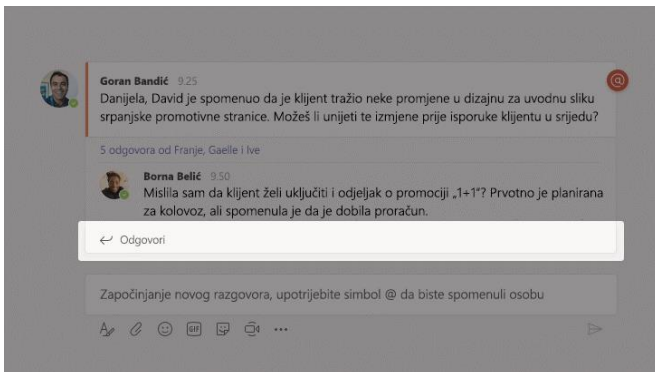 Goran Bandić 9.25
Danijela, David je spomenuo da je klijent tražio neke promjene u dizajnu za uvodnu sliku
srpanjske promotivne stranice. Možeš li unijeti te izmjene prije isporuke klijentu u srijedu?
5 odgovora od Franje, Gaelle i Ive
Borna Belić 9.50
Mislila sam da klijent želi uključiti i odjeljak o promociji „1+1“? Prvotno je planirana
za kolovoz, ali spomenula je da je dobila proračun.
Odgovori
Započinjanje novog razgovora, upotrijebite simbol @ da biste spomenuli osobu
GIF